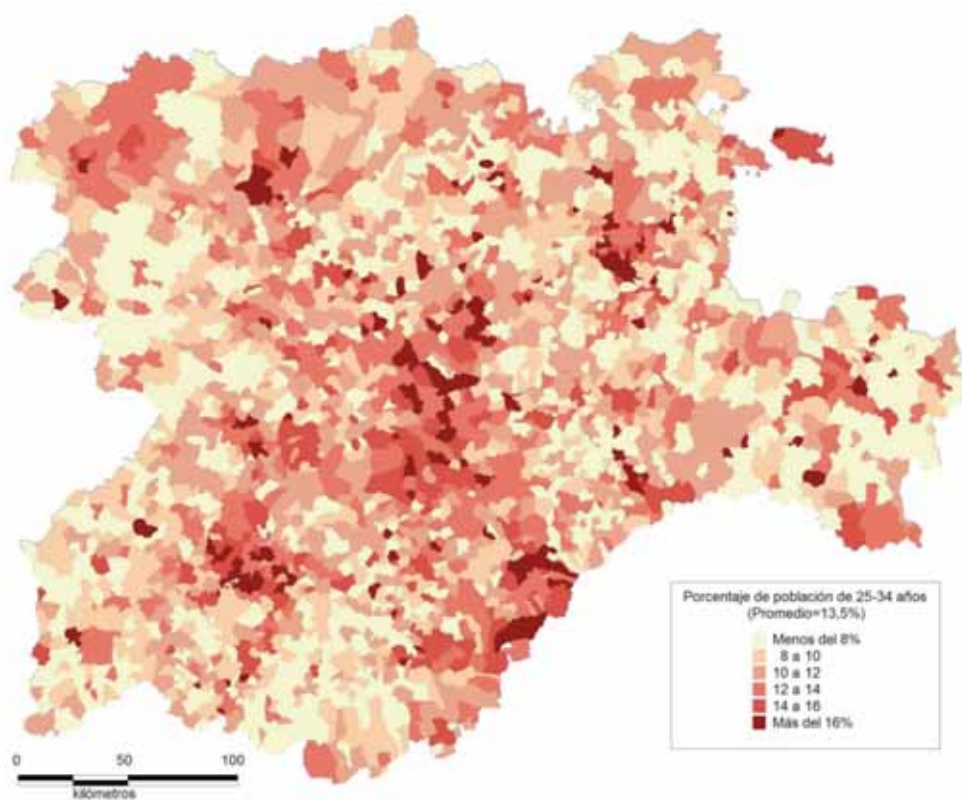 Porcentaje de población de 25-34 años
(Promedio=13,5%)
Menos del 8%
8 a 10
10 a 12
12 a 14
14 a 16
Más del 16%
0 50 100
kilómetros